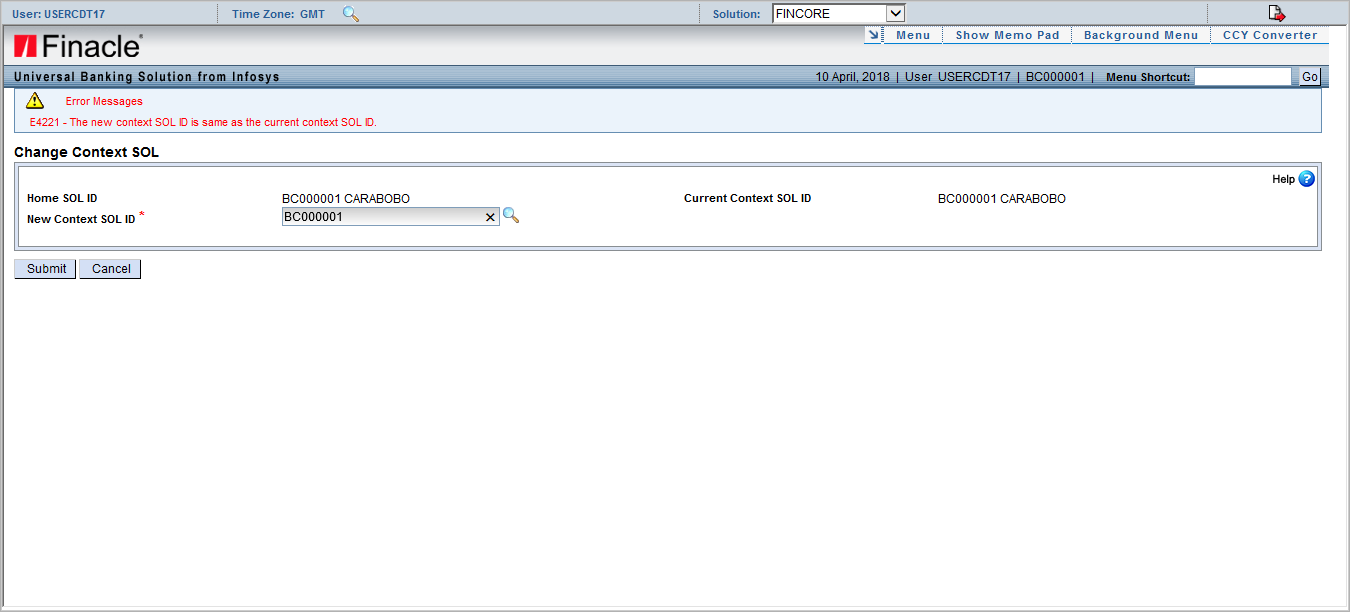 User: USERCDT17 Time Zone: GMT Solution: FINCORE
Finacle
Menu Show Memo Pad Background Menu CCY Converter
Universal Banking Solution from Infosys 10 April, 2018 | User USERCDT17 | BC000001 | Menu Shortcut: Go
Error Messages
E4221 - The new context SOL ID is same as the current context SOL ID.
Change Context SOL
Help ?
Home SOL ID BC000001 CARABOBO Current Context SOL ID BC000001 CARABOBO
New Context SOL ID * BC000001
Submit Cancel